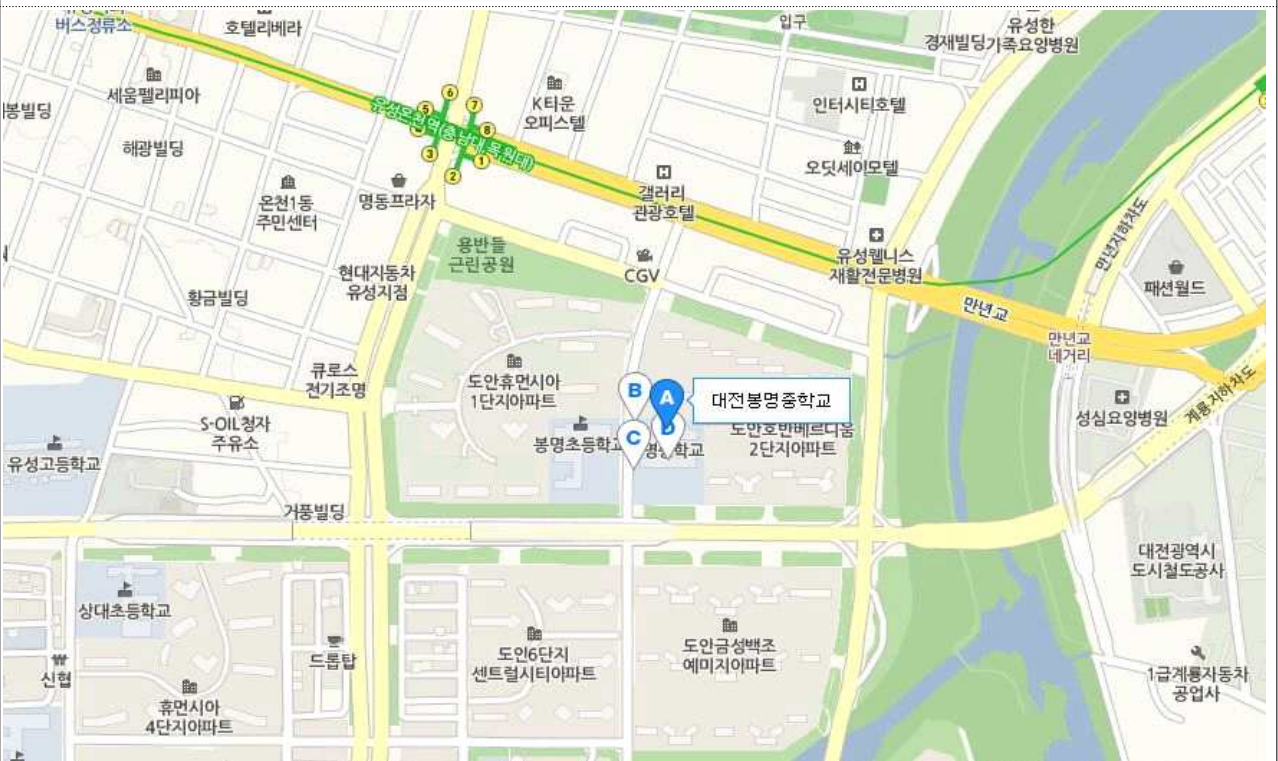 버스정류소
호텔리베라
입구
유성한
가족요양병원
경재빌딩
세움펠리피아
K타운
오피스텔
인터시티호텔
봉빌딩
해광빌딩
6
7
5
8
유성온천역(충남대,목원대)
3
1
2
오딧세이모텔
온천1동
주민센터
명동프라자
갤러리
관광호텔
용반들
근린공원
CGV
유성웰니스
재활전문병원
만년지하차도
현대자동차
유성지점
황금빌딩
패션월드
만년교
만년교
네거리
큐로스
전기조명
도안휴먼시아
1단지아파트
B
A
대전봉명중학교
S-OIL청자
주유소
성심요양병원
계룡지하차도
봉명초등학교
C
D
명중학교
도안호반베르디움
2단지아파트
유성고등학교
거풍빌딩
대전광역시
도시철도공사
상대초등학교
도안6단지
센트럴시티아파트
도안금성백조
예미지아파트
드롭탑
신협
휴먼시아
4단지아파트
1급계룡자동차
공업사